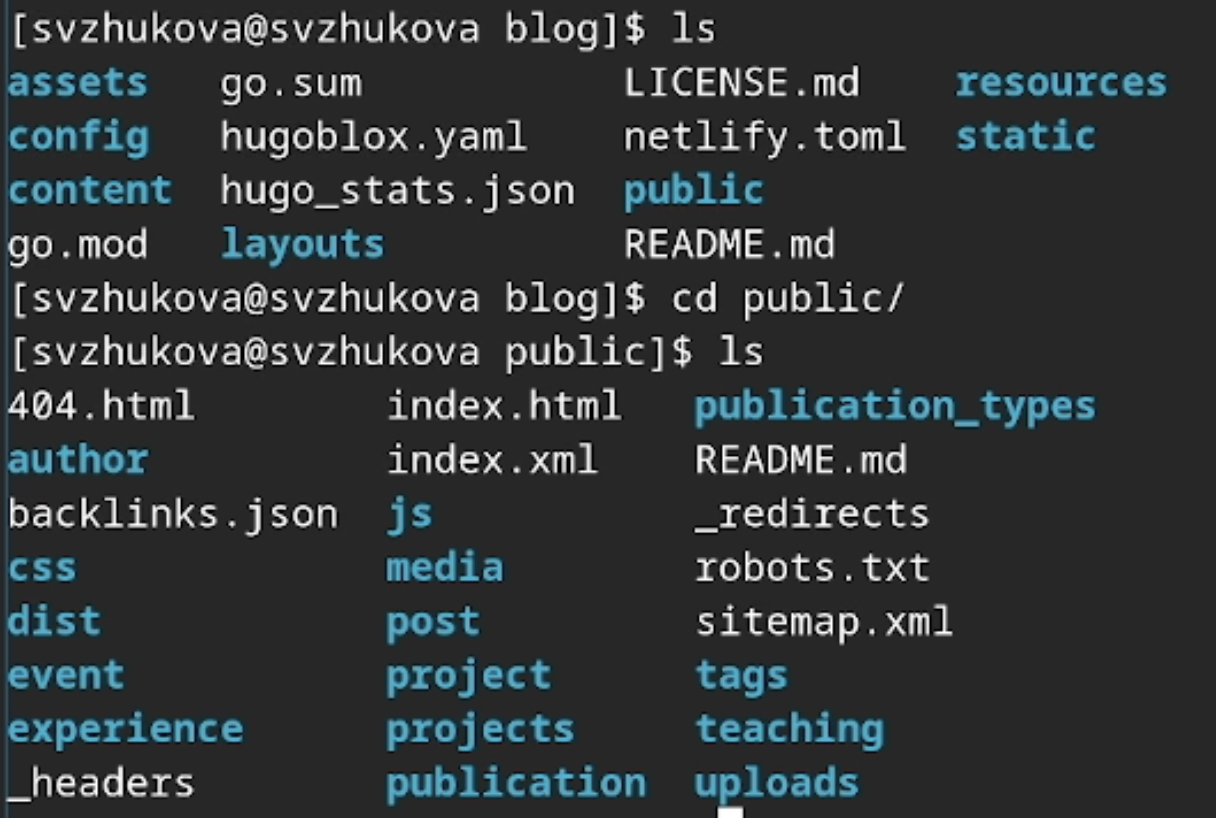 [svzhukova@svzhukova blog]$ ls
assets   go.sum           LICENSE.md    resources
config   hugoblox.yaml    netlify.toml  static
content  hugo_stats.json  public
go.mod   layouts          README.md
[svzhukova@svzhukova blog]$ cd public/
[svzhukova@svzhukova public]$ ls
404.html        index.html   publication_types
author          index.xml    README.md
backlinks.json  js           _redirects
css             media        robots.txt
dist            post         sitemap.xml
event           project      tags
experience      projects     teaching
_headers        publication  uploads